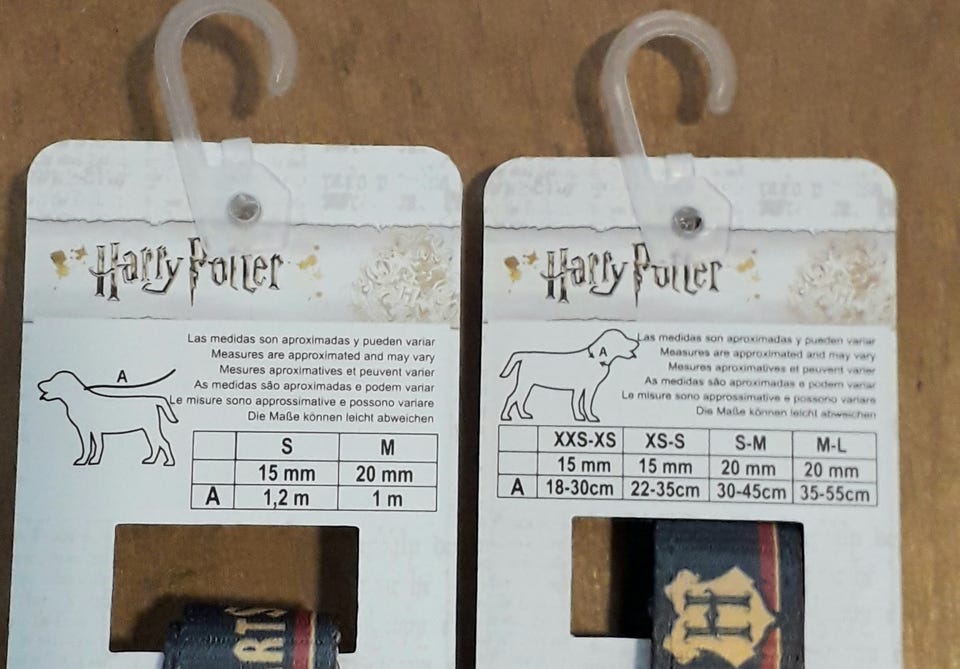 Harry Potter
Las medidas son aproximadas y pueden variar
Measures are approximated and may vary
Mesures aproximatives et peuvent varier
As medidas são aproximadas e podem variar
Le misure sono approssimative e possono variare
Die Maße können leicht abweichen
A
S M
15 mm 20 mm
A 1,2 m 1 m
ARTS
Harry Potter
Las medidas son aproximadas y pueden variar
Measures are approximated and may vary
Mesures aproximatives et peuvent varier
As medidas são aproximadas e podem variar
Le misure sono approssimative e possono variare
Die Maße können leicht abweichen
A
XXS-XS XS-S S-M M-L
15 mm 15 mm 20 mm 20 mm
A 18-30cm 22-35cm 30-45cm 35-55cm
H